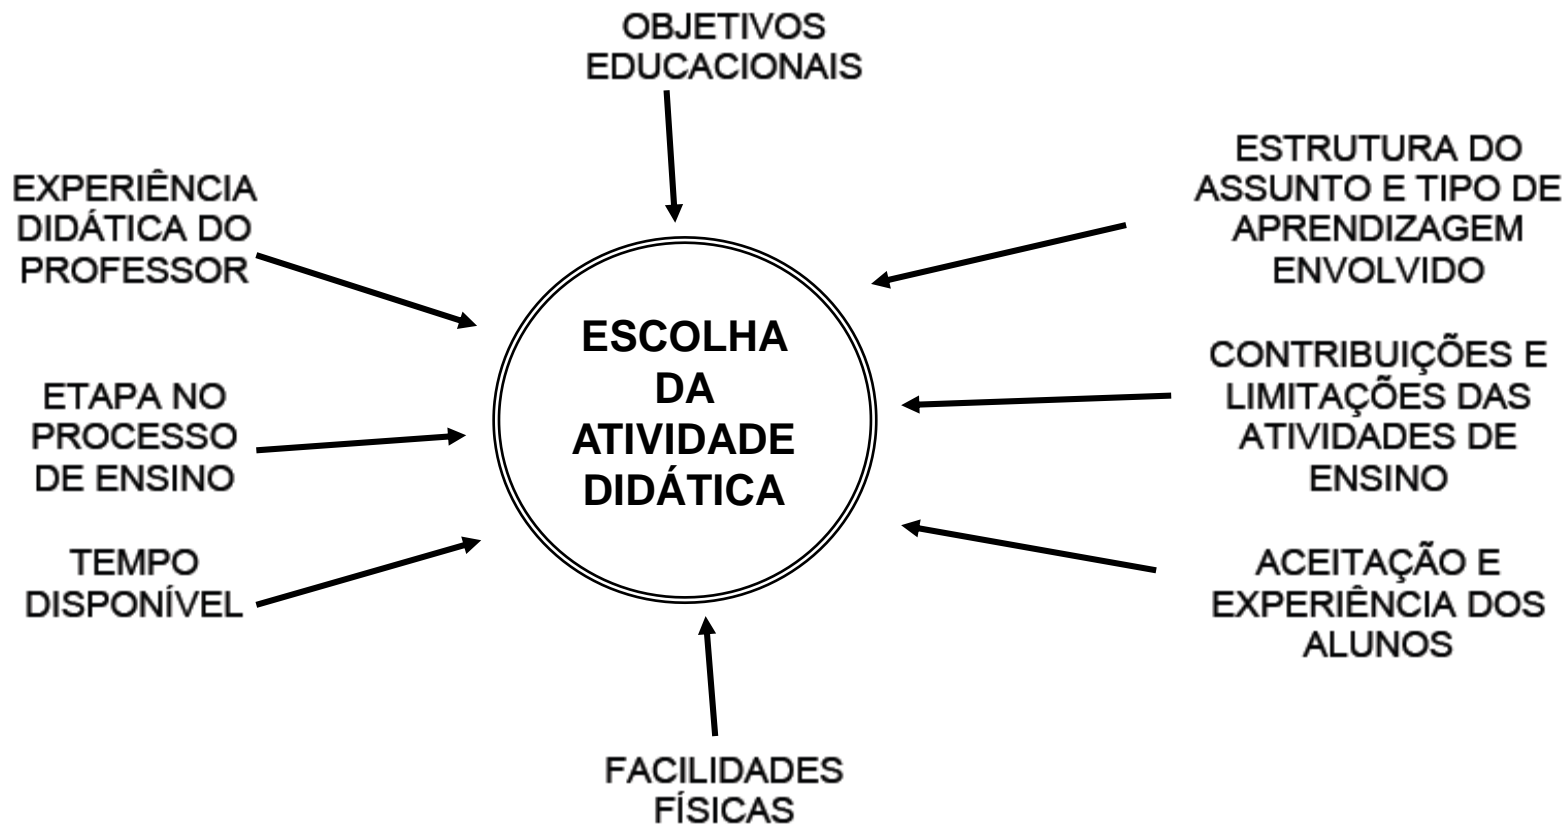 OBJETIVOS
EDUCACIONAIS
ESTRUTURA DO
ASSUNTO E TIPO DE
APRENDIZAGEM
ENVOLVIDO
EXPERIÊNCIA
DIDÁTICA DO
PROFESSOR
ESCOLHA
DA
ATIVIDADE
DIDÁTICA
CONTRIBUIÇÕES E
LIMITAÇÕES DAS
ATIVIDADES DE
ENSINO
ETAPA NO
PROCESSO
DE ENSINO
TEMPO
DISPONÍVEL
ACEITAÇÃO E
EXPERIÊNCIA DOS
ALUNOS
FACILIDADES
FÍSICAS